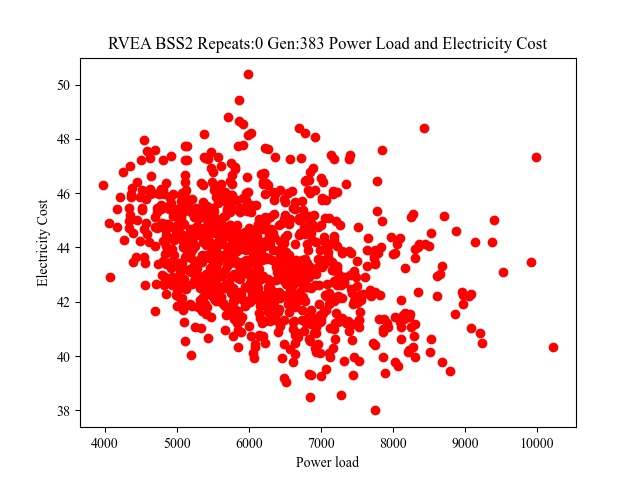 RVEA BSS2 Repeats:0 Gen:383 Power Load and Electricity Cost
50
48
46
44
42
40
38
Electricity Cost
4000 5000 6000 7000 8000 9000 10000
Power load